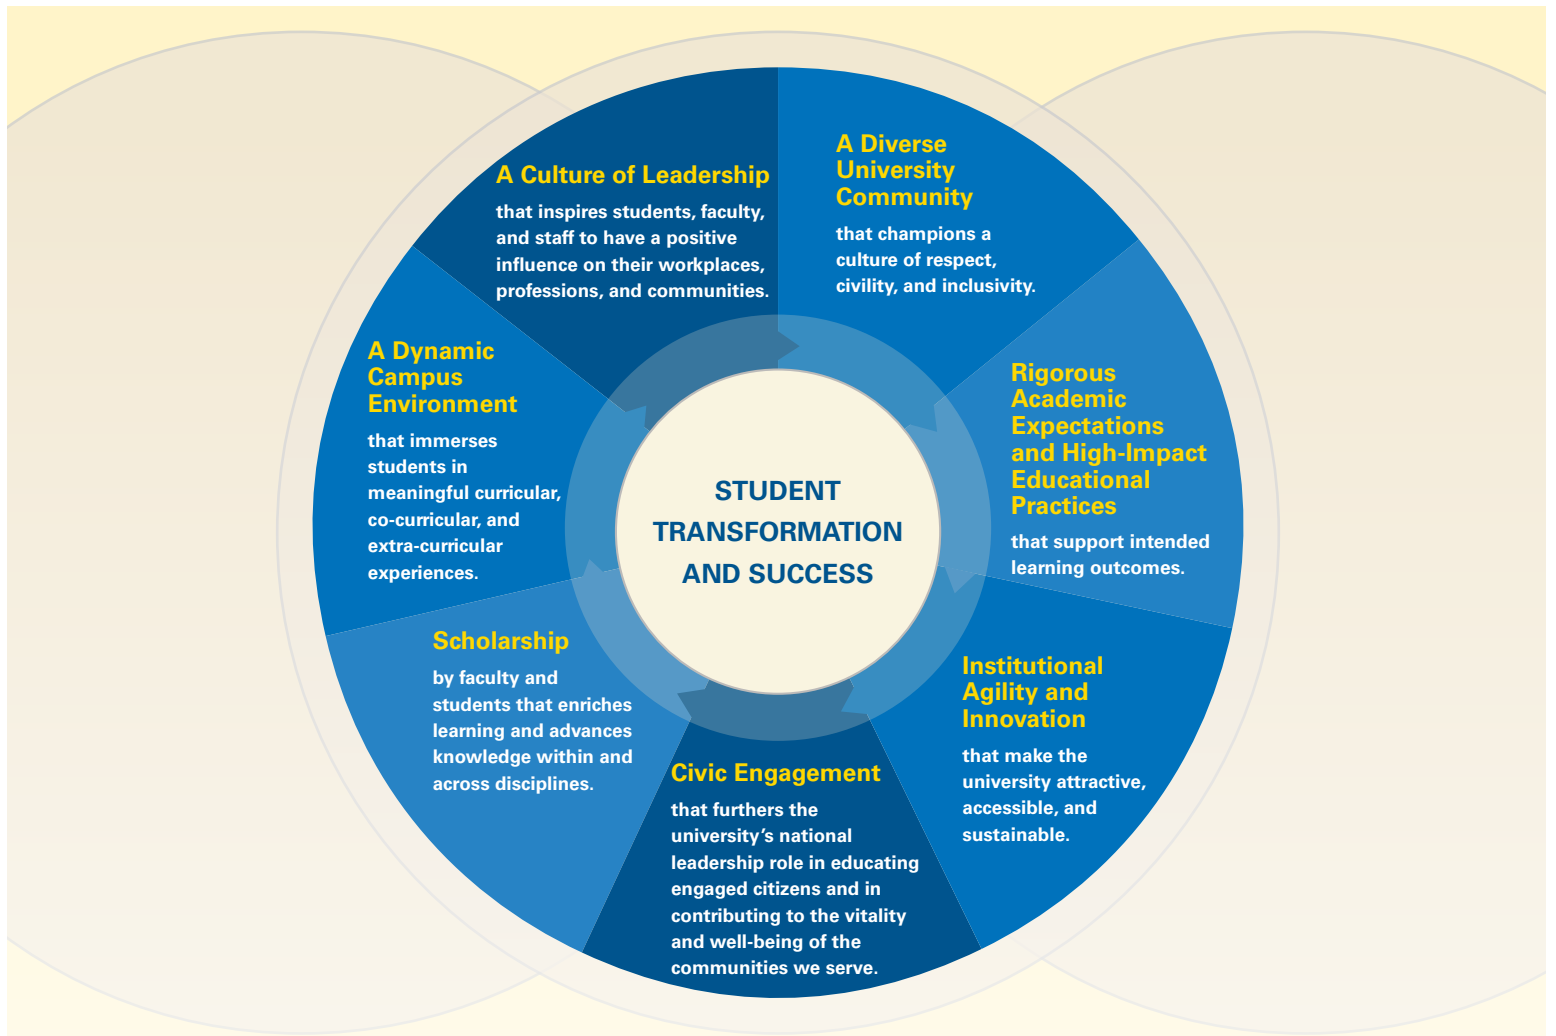 A Culture of Leadership
that inspires students, faculty,
and staff to have a positive
influence on their workplaces,
professions, and communities.
A Diverse
University
Community
that champions a
culture of respect,
civility, and inclusivity.
Rigorous
Academic
Expectations
and High-Impact
Educational
Practices
that support intended
learning outcomes.
Institutional
Agility and
Innovation
that make the
university attractive,
accessible, and
sustainable.
Civic Engagement
that furthers the
university’s national
leadership role in educating
engaged citizens and in
contributing to the vitality
and well-being of the
communities we serve.
Scholarship
by faculty and
students that enriches
learning and advances
knowledge within and
across disciplines.
A Dynamic
Campus
Environment
that immerses
students in
meaningful curricular,
co-curricular, and
extra-curricular
experiences.
STUDENT
TRANSFORMATION
AND SUCCESS